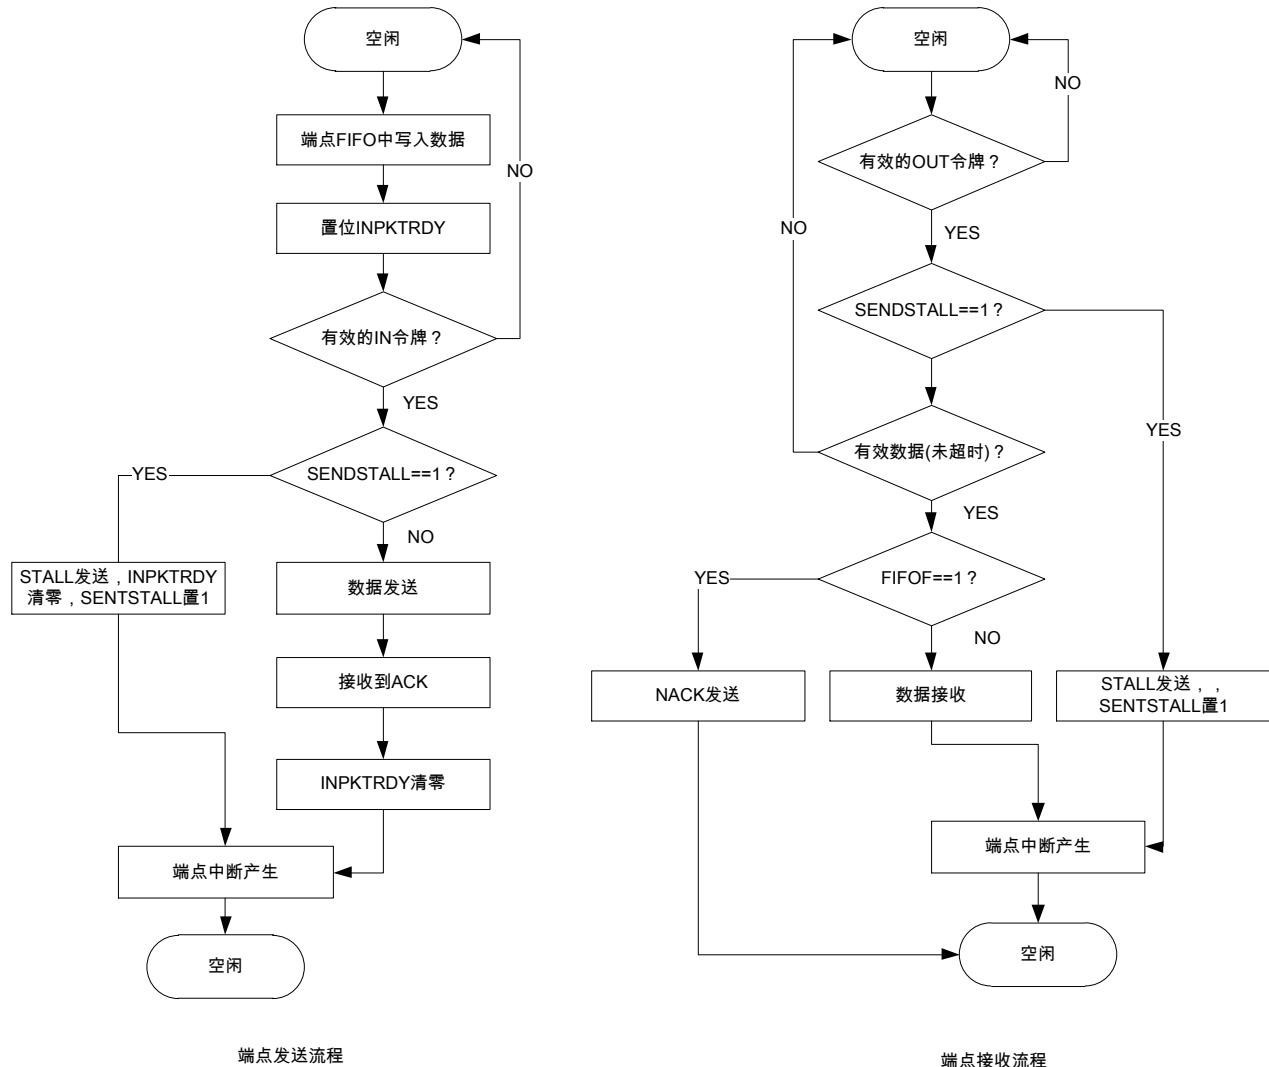 空闲
端点FIFO中写入数据
NO
置位INPKTRDY
有效的IN令牌？
YES
SENDSTALL==1？
YES
NO
STALL发送，INPKTRDY
清零，SENTSTALL置1
数据发送
接收到ACK
INPKTRDY清零
端点中断产生
空闲
端点发送流程
空闲
NO
有效的OUT令牌？
NO
YES
SENDSTALL==1？
YES
有效数据(未超时)？
YES
FIFOF==1？
YES
NO
NACK发送
数据接收
STALL发送，，
SENTSTALL置1
端点中断产生
空闲
端点接收流程